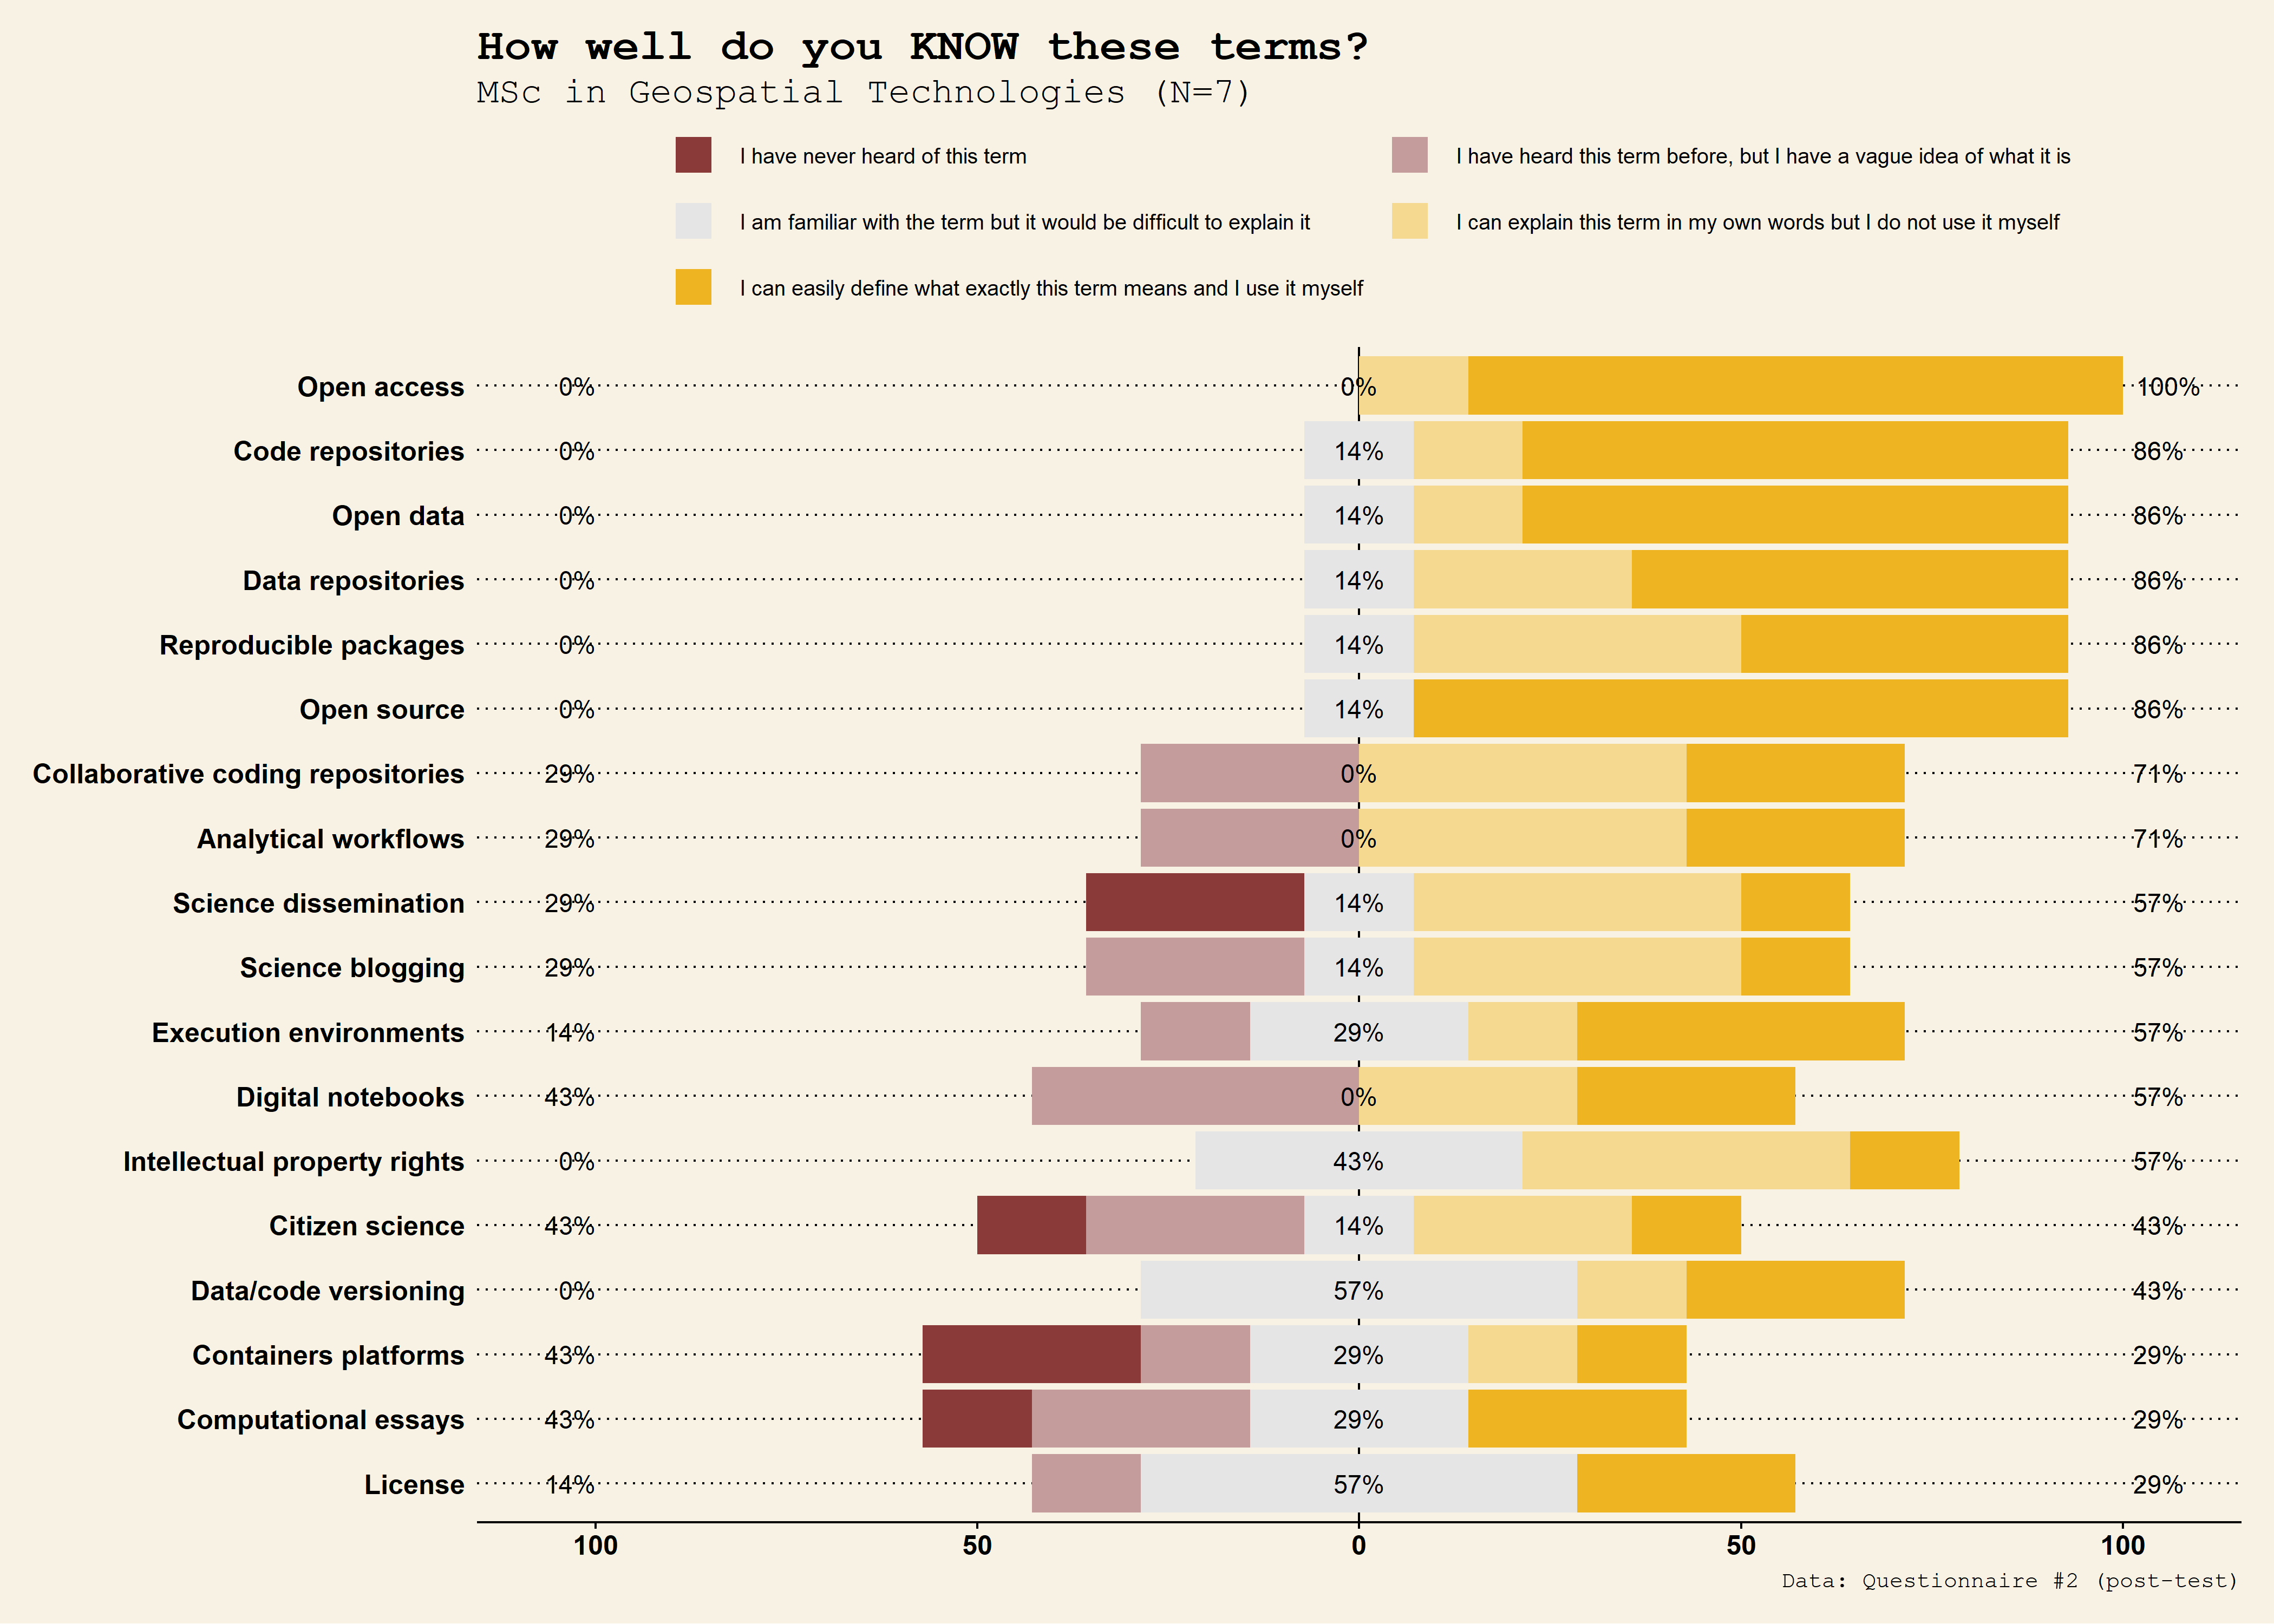 How well do you KNOW these terms?
MSc in Geospatial Technologies (N=7)
I have never heard of this term
I have heard this term before, but I have a vague idea of what it is
I am familiar with the term but it would be difficult to explain it
I can explain this term in my own words but I do not use it myself
I can easily define what exactly this term means and I use it myself
Open access 0% 0% 100%
Code repositories 0% 14% 86%
Open data 0% 14% 86%
Data repositories 0% 14% 86%
Reproducible packages 0% 14% 86%
Open source 0% 14% 86%
Collaborative coding repositories 29% 0% 71%
Analytical workflows 29% 0% 71%
Science dissemination 29% 14% 57%
Science blogging 29% 14% 57%
Execution environments 14% 29% 57%
Digital notebooks 43% 0% 57%
Intellectual property rights 0% 43% 57%
Citizen science 43% 14% 43%
Data/code versioning 0% 57% 43%
Containers platforms 43% 29% 29%
Computational essays 43% 29% 29%
License 14% 57% 29%
100 50 0 50 100
Data: Questionnaire #2 (post-test)